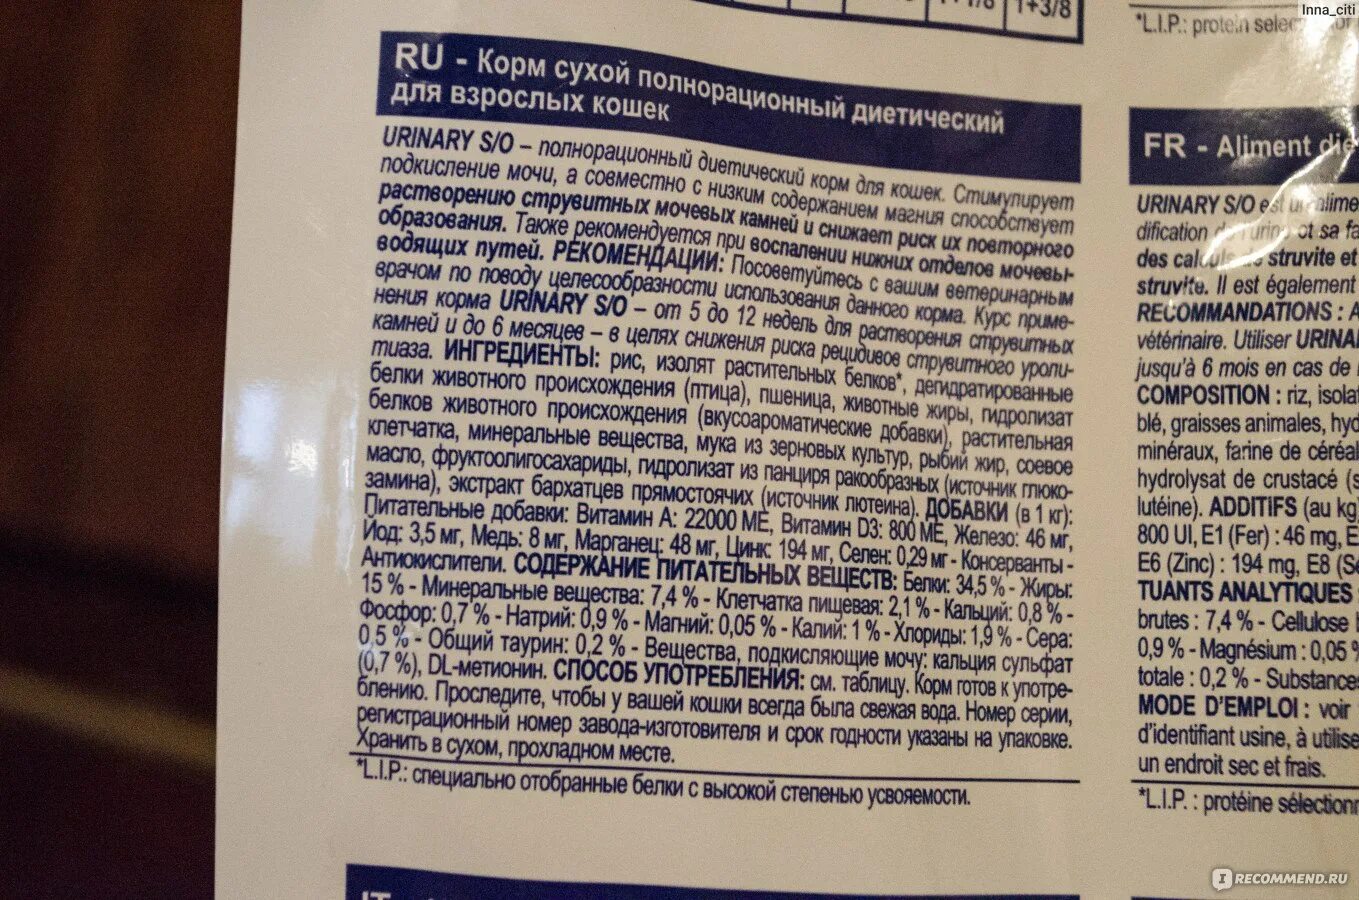 1+3/8
*L.I.P.: protein
Inna_citi
RU - Корм сухой полнорационный диетический
для взрослых кошек
URINARY S/O – полнорационный диетический корм для кошек. Стимулирует
подкисление мочи, а совместно с низким содержанием магния способствует
растворению струвитных мочевых камней и снижает риск их повторного
образования. Также рекомендуется при воспалении нижних отделов мочевы-
водящих путей. РЕКОМЕНДАЦИИ: Посоветуйтесь с вашим ветеринарным
врачом по поводу целесообразности использования данного корма. Курс приме-
нения корма URINARY S/O – от 5 до 12 недель для растворения струвитных
камней и до 6 месяцев – в целях снижения риска рецидивов струвитного уроли-
тиаза. ИНГРЕДИЕНТЫ: рис, изолят растительных белков*, дегидратированные
белки животного происхождения (птица), пшеница, животные жиры, гидролизат
белков животного происхождения (вкусоароматические добавки), растительная
клетчатка, минеральные вещества, мука из зерновых культур, рыбий жир, соевое
масло, фруктоолигосахариды, гидролизат из панциря ракообразных (источник глюко-
замина), экстракт бархатцев прямостоячих (источник лютеина). ДОБАВКИ (в 1 кг):
Питательные добавки: Витамин А: 22000 МЕ, Витамин D3: 800 МЕ, Железо: 46 мг,
Йод: 3,5 мг, Медь: 8 мг, Марганец: 48 мг, Цинк: 194 мг, Селен: 0,29 мг - Консерванты -
Антиокислители. СОДЕРЖАНИЕ ПИТАТЕЛЬНЫХ ВЕЩЕСТВ: Белки: 34,5 % - Жиры:
15 % - Минеральные вещества: 7,4 % - Клетчатка пищевая: 2,1 % - Кальций: 0,8 % -
Фосфор: 0,7 % - Натрий: 0,9 % - Магний: 0,05 % - Калий: 1 % - Хлориды: 1,9 % - Сера:
0,5 % - Общий таурин: 0,2 % - Вещества, подкисляющие мочу: кальция сульфат
(0,7 %), DL-метионин. СПОСОБ УПОТРЕБЛЕНИЯ: см. таблицу. Корм готов к употре-
блению. Проследите, чтобы у вашей кошки всегда была свежая вода. Номер серии,
регистрационный номер завода-изготовителя и срок годности указаны на упаковке.
Хранить в сухом, прохладном месте.
*L.I.P.: специально отобранные белки с высокой степенью усвояемости.
FR - Aliment
URINARY S/O
dification de et sa
des struvite et
struvite. Il est également
RECOMMANDATIONS :
vétérinaire. Utiliser
jusqu'à 6 mois en cas de
COMPOSITION : riz,
blé, graisses animales,
minéraux, farine de
hydrolysat de crustacé
lutéine). ADDITIFS (au kg
800 UI, E1 (Fer) : 46 mg,
E6 (Zinc) : 194 mg, E8
TUANTS ANALYTIQUES
brutes : 7,4 % - Cellulose
0,9 % - Magnésium : 0,05 %
totale : 0,2 % - Substances
MODE D'EMPLOI : voir
d'identifiant usine, à
un endroit sec et frais.
*L.I.P. : protéine
IRECOMMEND.RU